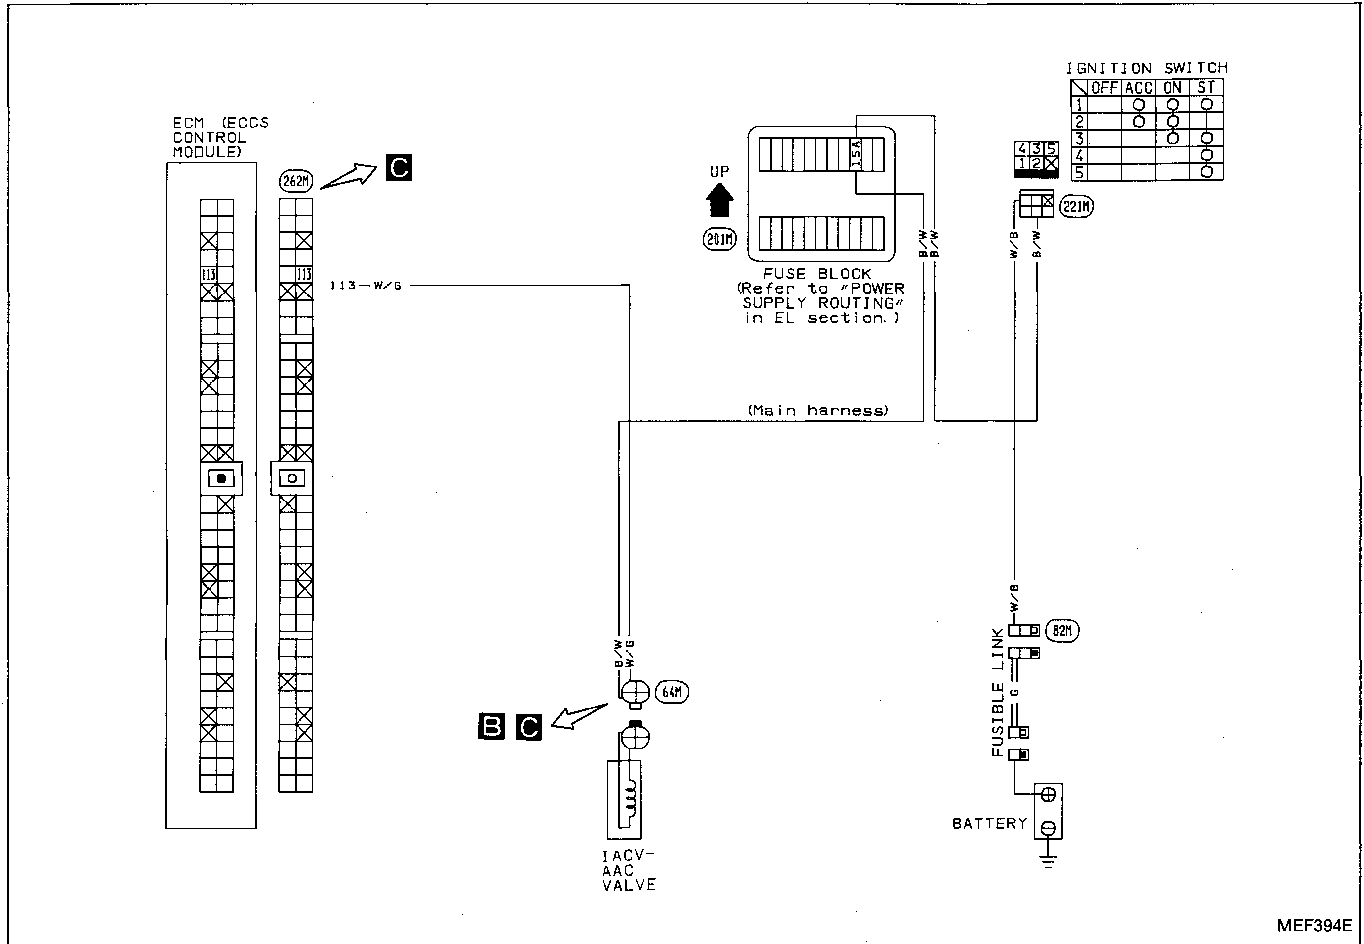 IGNITION SWITCH
OFF ACC ON ST
1
2
3
4
5
4 3 5
1 2
221M
ECM (ECCS
CONTROL
MODULE)
262M
C
113
113
113-W/G
15A
UP
201M
FUSE BLOCK
(Refer to "POWER
SUPPLY ROUTING"
in EL section.)
B/W
B/W
W/B
B/W
(Main harness)
W/B
82M
FUSIBLE LINK
G
B/W
W/G
64M
B C
BATTERY
IACV-
AAC
VALVE
MEF394E